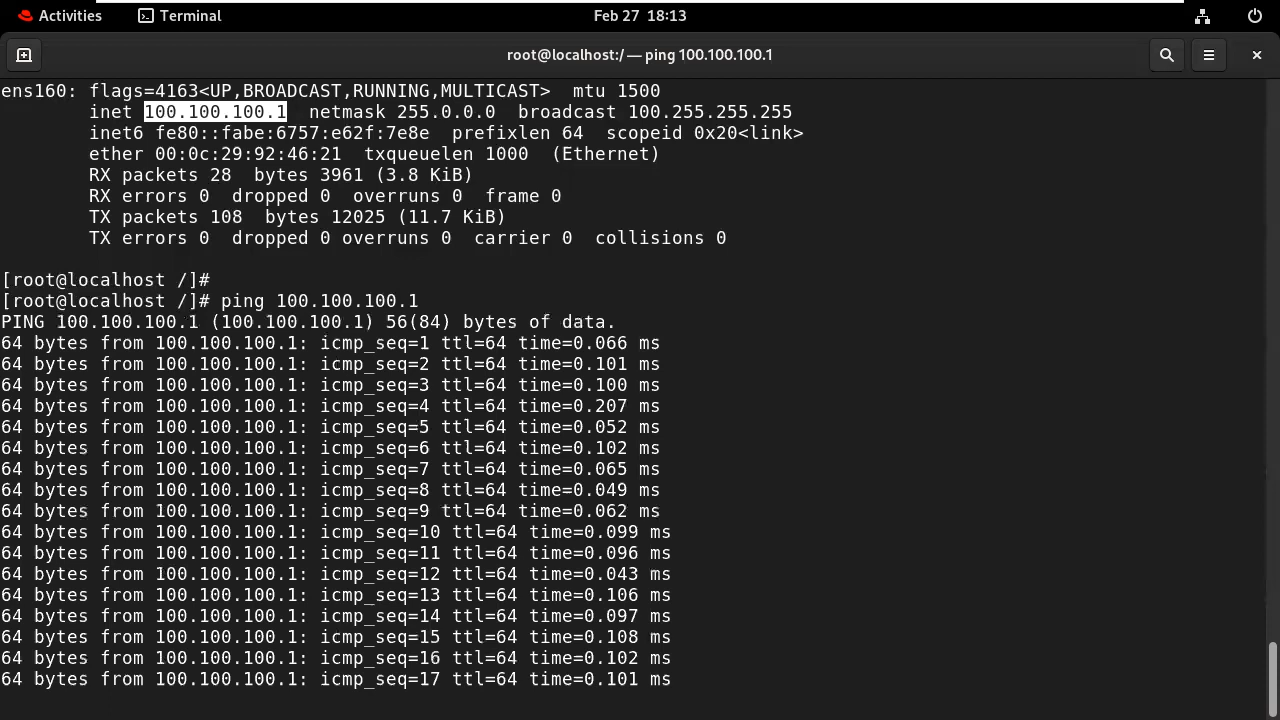 Activities Terminal Feb 27 18:13
root@localhost:/ — ping 100.100.100.1
ens160: flags=4163<UP,BROADCAST,RUNNING,MULTICAST>  mtu 1500
        inet 100.100.100.1  netmask 255.0.0.0  broadcast 100.255.255.255
        inet6 fe80::fabe:6757:e62f:7e8e  prefixlen 64  scopeid 0x20<link>
        ether 00:0c:29:92:46:21  txqueuelen 1000  (Ethernet)
        RX packets 28  bytes 3961 (3.8 KiB)
        RX errors 0  dropped 0  overruns 0  frame 0
        TX packets 108  bytes 12025 (11.7 KiB)
        TX errors 0  dropped 0 overruns 0  carrier 0  collisions 0
[root@localhost /]#
[root@localhost /]# ping 100.100.100.1
PING 100.100.100.1 (100.100.100.1) 56(84) bytes of data.
64 bytes from 100.100.100.1: icmp_seq=1 ttl=64 time=0.066 ms
64 bytes from 100.100.100.1: icmp_seq=2 ttl=64 time=0.101 ms
64 bytes from 100.100.100.1: icmp_seq=3 ttl=64 time=0.100 ms
64 bytes from 100.100.100.1: icmp_seq=4 ttl=64 time=0.207 ms
64 bytes from 100.100.100.1: icmp_seq=5 ttl=64 time=0.052 ms
64 bytes from 100.100.100.1: icmp_seq=6 ttl=64 time=0.102 ms
64 bytes from 100.100.100.1: icmp_seq=7 ttl=64 time=0.065 ms
64 bytes from 100.100.100.1: icmp_seq=8 ttl=64 time=0.049 ms
64 bytes from 100.100.100.1: icmp_seq=9 ttl=64 time=0.062 ms
64 bytes from 100.100.100.1: icmp_seq=10 ttl=64 time=0.099 ms
64 bytes from 100.100.100.1: icmp_seq=11 ttl=64 time=0.096 ms
64 bytes from 100.100.100.1: icmp_seq=12 ttl=64 time=0.043 ms
64 bytes from 100.100.100.1: icmp_seq=13 ttl=64 time=0.106 ms
64 bytes from 100.100.100.1: icmp_seq=14 ttl=64 time=0.097 ms
64 bytes from 100.100.100.1: icmp_seq=15 ttl=64 time=0.108 ms
64 bytes from 100.100.100.1: icmp_seq=16 ttl=64 time=0.102 ms
64 bytes from 100.100.100.1: icmp_seq=17 ttl=64 time=0.101 ms